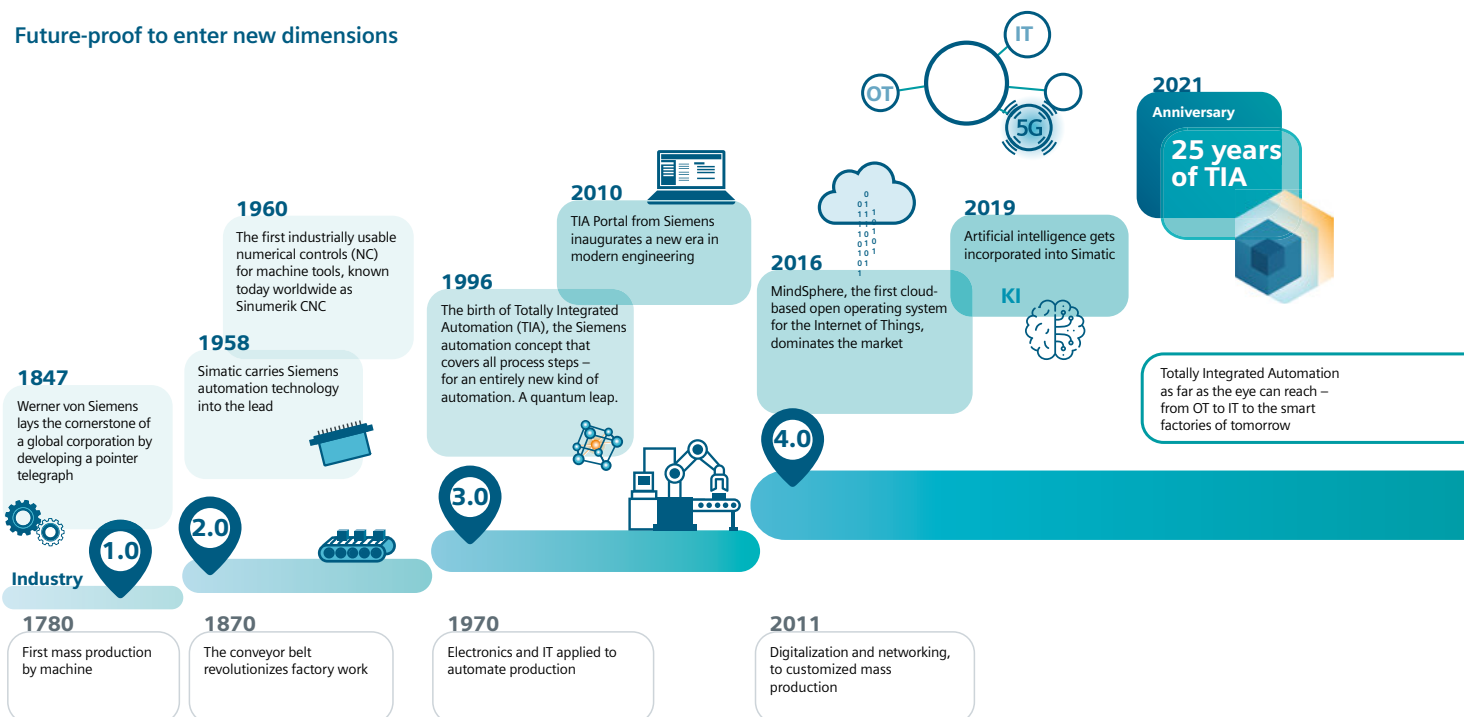 Future-proof to enter new dimensions
IT
OT
5G
2021
Anniversary
25 years
of TIA
2010
TIA Portal from Siemens
inaugurates a new era in
modern engineering
1960
The first industrially usable
numerical controls (NC)
for machine tools, known
today worldwide as
Sinumerik CNC
2019
Artificial intelligence gets
incorporated into Simatic
KI
2016
MindSphere, the first cloud-
based open operating system
for the Internet of Things,
dominates the market
1996
The birth of Totally Integrated
Automation (TIA), the Siemens
automation concept that
covers all process steps –
for an entirely new kind of
automation. A quantum leap.
1958
Simatic carries Siemens
automation technology
into the lead
1847
Werner von Siemens
lays the cornerstone of
a global corporation by
developing a pointer
telegraph
Totally Integrated Automation
as far as the eye can reach –
from OT to IT to the smart
factories of tomorrow
4.0
3.0
2.0
1.0
Industry
1780
First mass production
by machine
1870
The conveyor belt
revolutionizes factory work
1970
Electronics and IT applied to
automate production
2011
Digitalization and networking,
to customized mass
production